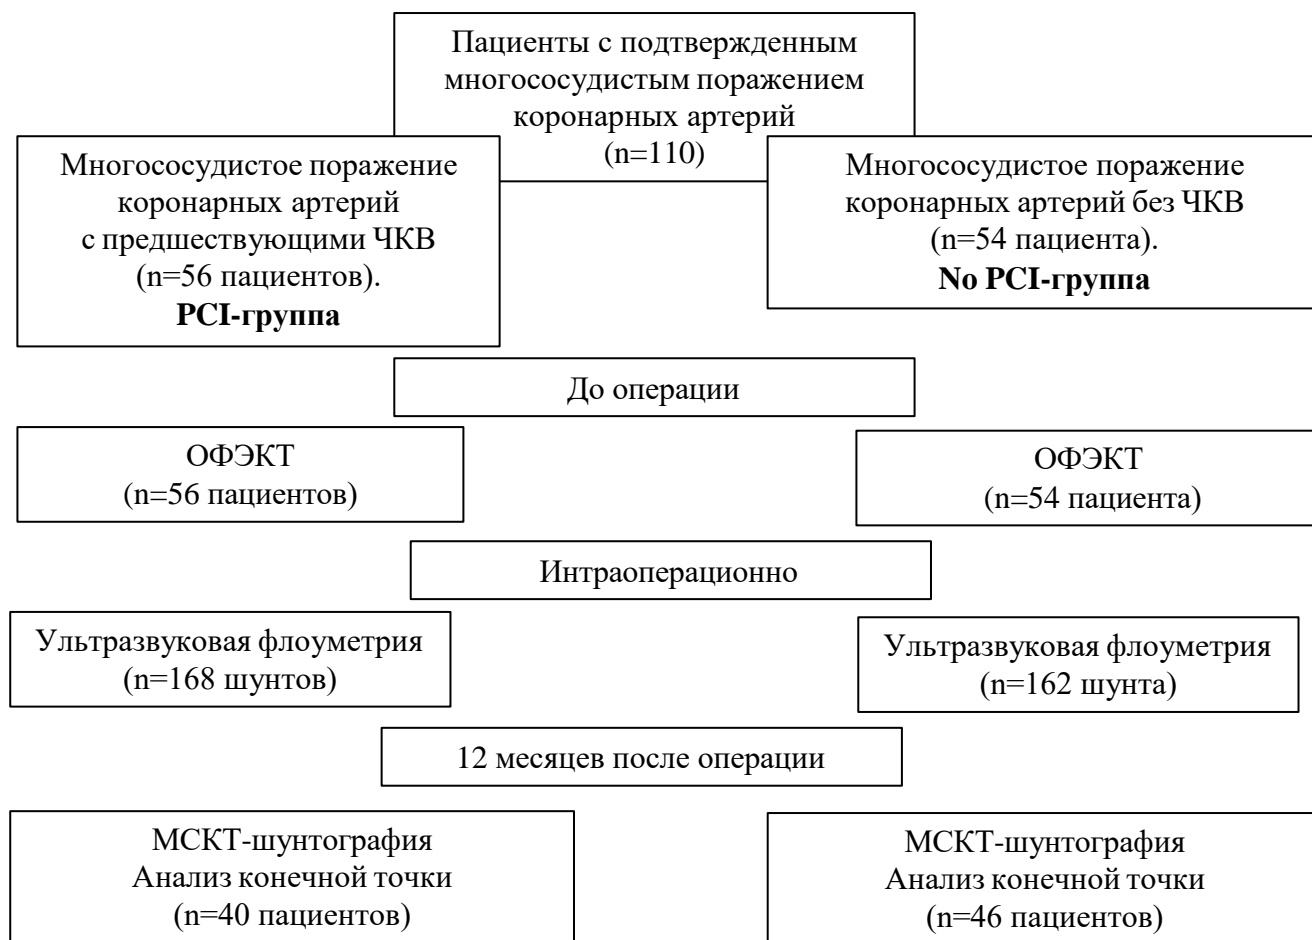 Пациенты с подтвержденным
многососудистым поражением
коронарных артерий
(n=110)
Многососудистое поражение
коронарных артерий
с предшествующими ЧКВ
(n=56 пациентов).
PCI-группа
Многососудистое поражение
коронарных артерий без ЧКВ
(n=54 пациента).
No PCI-группа
До операции
ОФЭКТ
(n=56 пациентов)
ОФЭКТ
(n=54 пациента)
Интраоперационно
Ультразвуковая флоуметрия
(n=168 шунтов)
Ультразвуковая флоуметрия
(n=162 шунта)
12 месяцев после операции
МСКТ-шунтография
Анализ конечной точки
(n=40 пациентов)
МСКТ-шунтография
Анализ конечной точки
(n=46 пациентов)